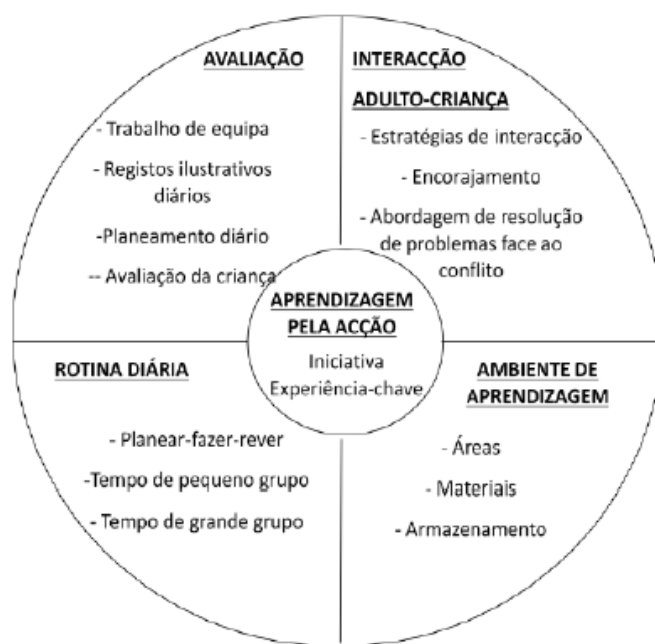 AVALIAÇÃO
- Trabalho de equipa
- Registos ilustrativos
diários
-Planeamento diário
-- Avaliação da criança
INTERACÇÃO
ADULTO-CRIANÇA
- Estratégias de interacção
- Encorajamento
- Abordagem de resolução
de problemas face ao
conflito
APRENDIZAGEM
PELA ACÇÃO
Iniciativa
Experiência-chave
ROTINA DIÁRIA
- Planear-fazer-rever
-Tempo de pequeno grupo
- Tempo de grande grupo
AMBIENTE DE
APRENDIZAGEM
- Áreas
- Materiais
- Armazenamento